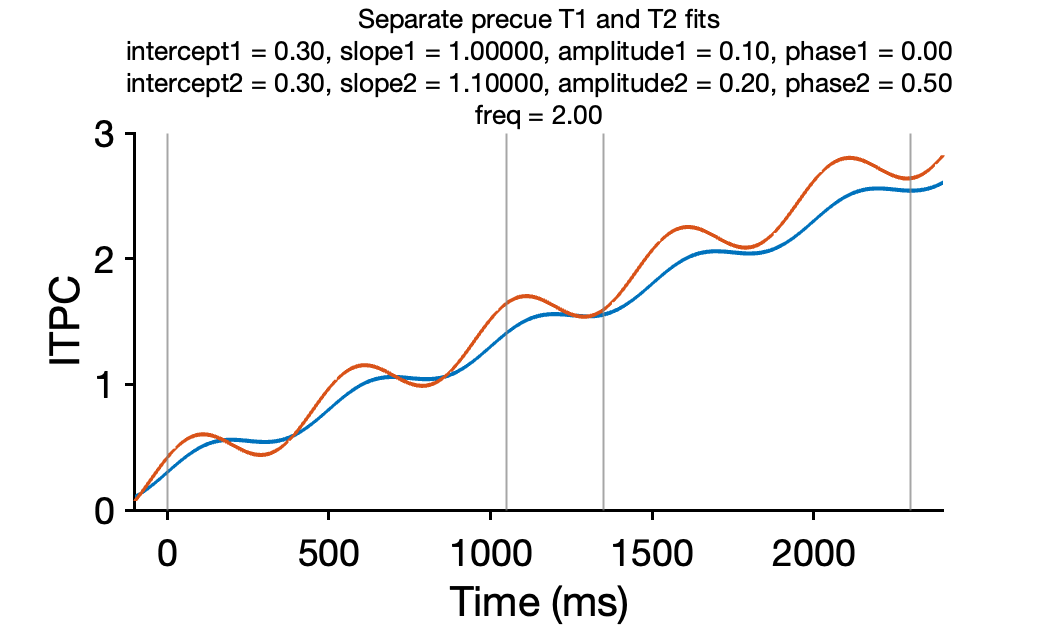 Separate precue T1 and T2 fits
intercept1 = 0.30, slope1 = 1.00000, amplitude1 = 0.10, phase1 = 0.00
intercept2 = 0.30, slope2 = 1.10000, amplitude2 = 0.20, phase2 = 0.50
freq = 2.00
3
2
1
0
ITPC
0 500 1000 1500 2000
Time (ms)